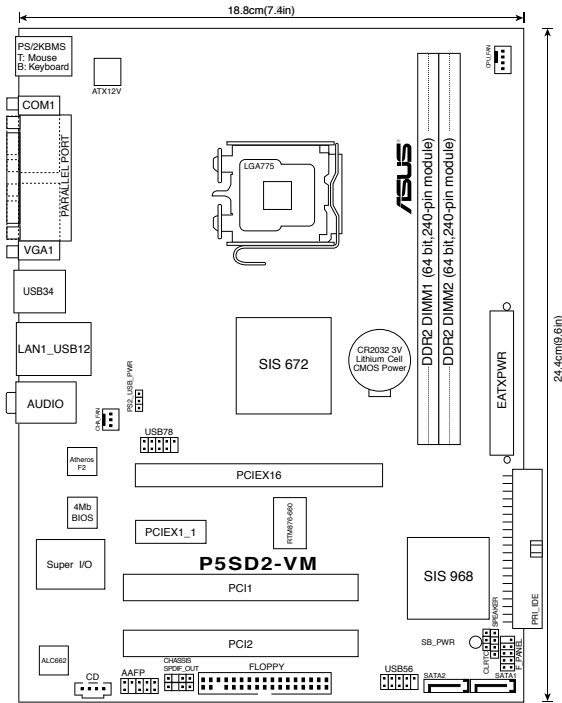 18.8cm(7.4in)
PS/2KBMS
T: Mouse
B: Keyboard
ATX12V
CPU_FAN
COM1
PARALLEL PORT
VGA1
LGA775
ASUS
DDR2 DIMM1 (64 bit,240-pin module)
DDR2 DIMM2 (64 bit,240-pin module)
24.4cm(9.6in)
USB34
LAN1_USB12
AUDIO
SIS 672
CR2032 3V
Lithium Cell
CMOS Power
EATXPWR
PS2_USB_PWR
CHA_FAN
USB78
Atheros
F2
PCIEX16
4Mb
BIOS
PCIEX1_1
RTM876-660
Super I/O
P5SD2-VM
SIS 968
PRI_IDE
PCI1
SPEAKER
PCI2
SB_PWR
CLRTC
F_PANEL
ALC662
CD
AAFP
CHASSIS
SPDIF_OUT
FLOPPY
USB56
SATA2
SATA1